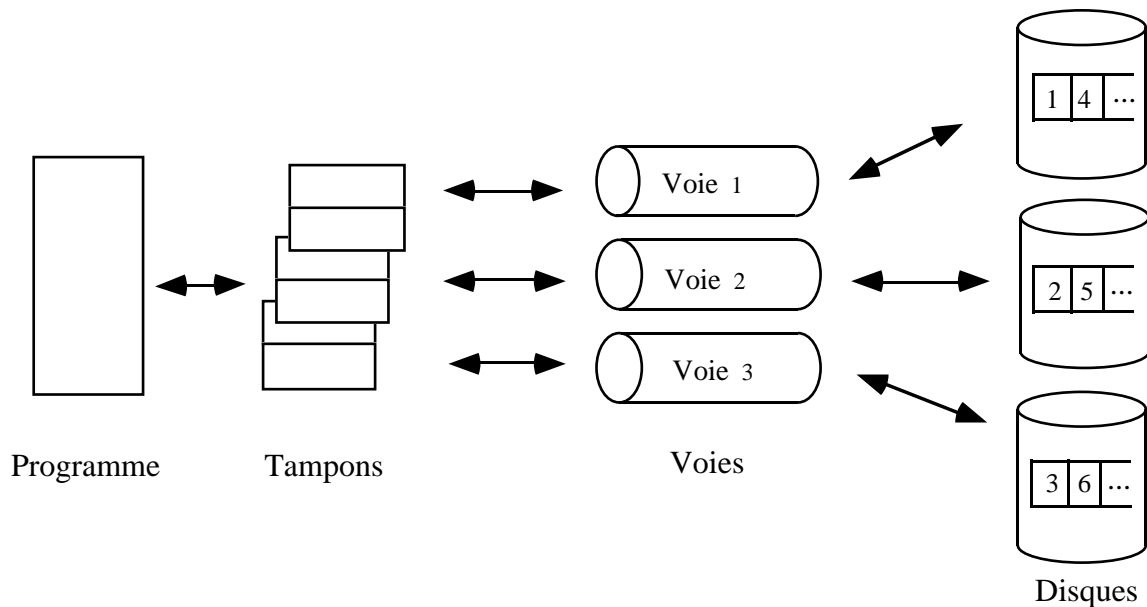 1 4 ...
Voie 1
Voie 2
2 5 ...
Voie 3
Programme
Tampons
Voies
3 6 ...
Disques